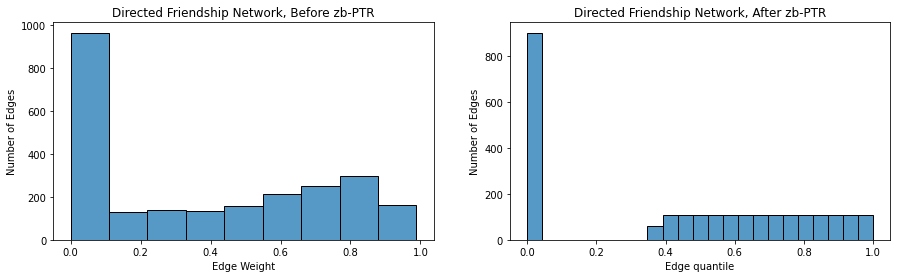 Directed Friendship Network, Before zb-PTR
1000
800
600
400
200
0
0.0 0.2 0.4 0.6 0.8 1.0
Number of Edges
Edge Weight
Directed Friendship Network, After zb-PTR
800
600
400
200
0
0.0 0.2 0.4 0.6 0.8 1.0
Number of Edges
Edge quantile